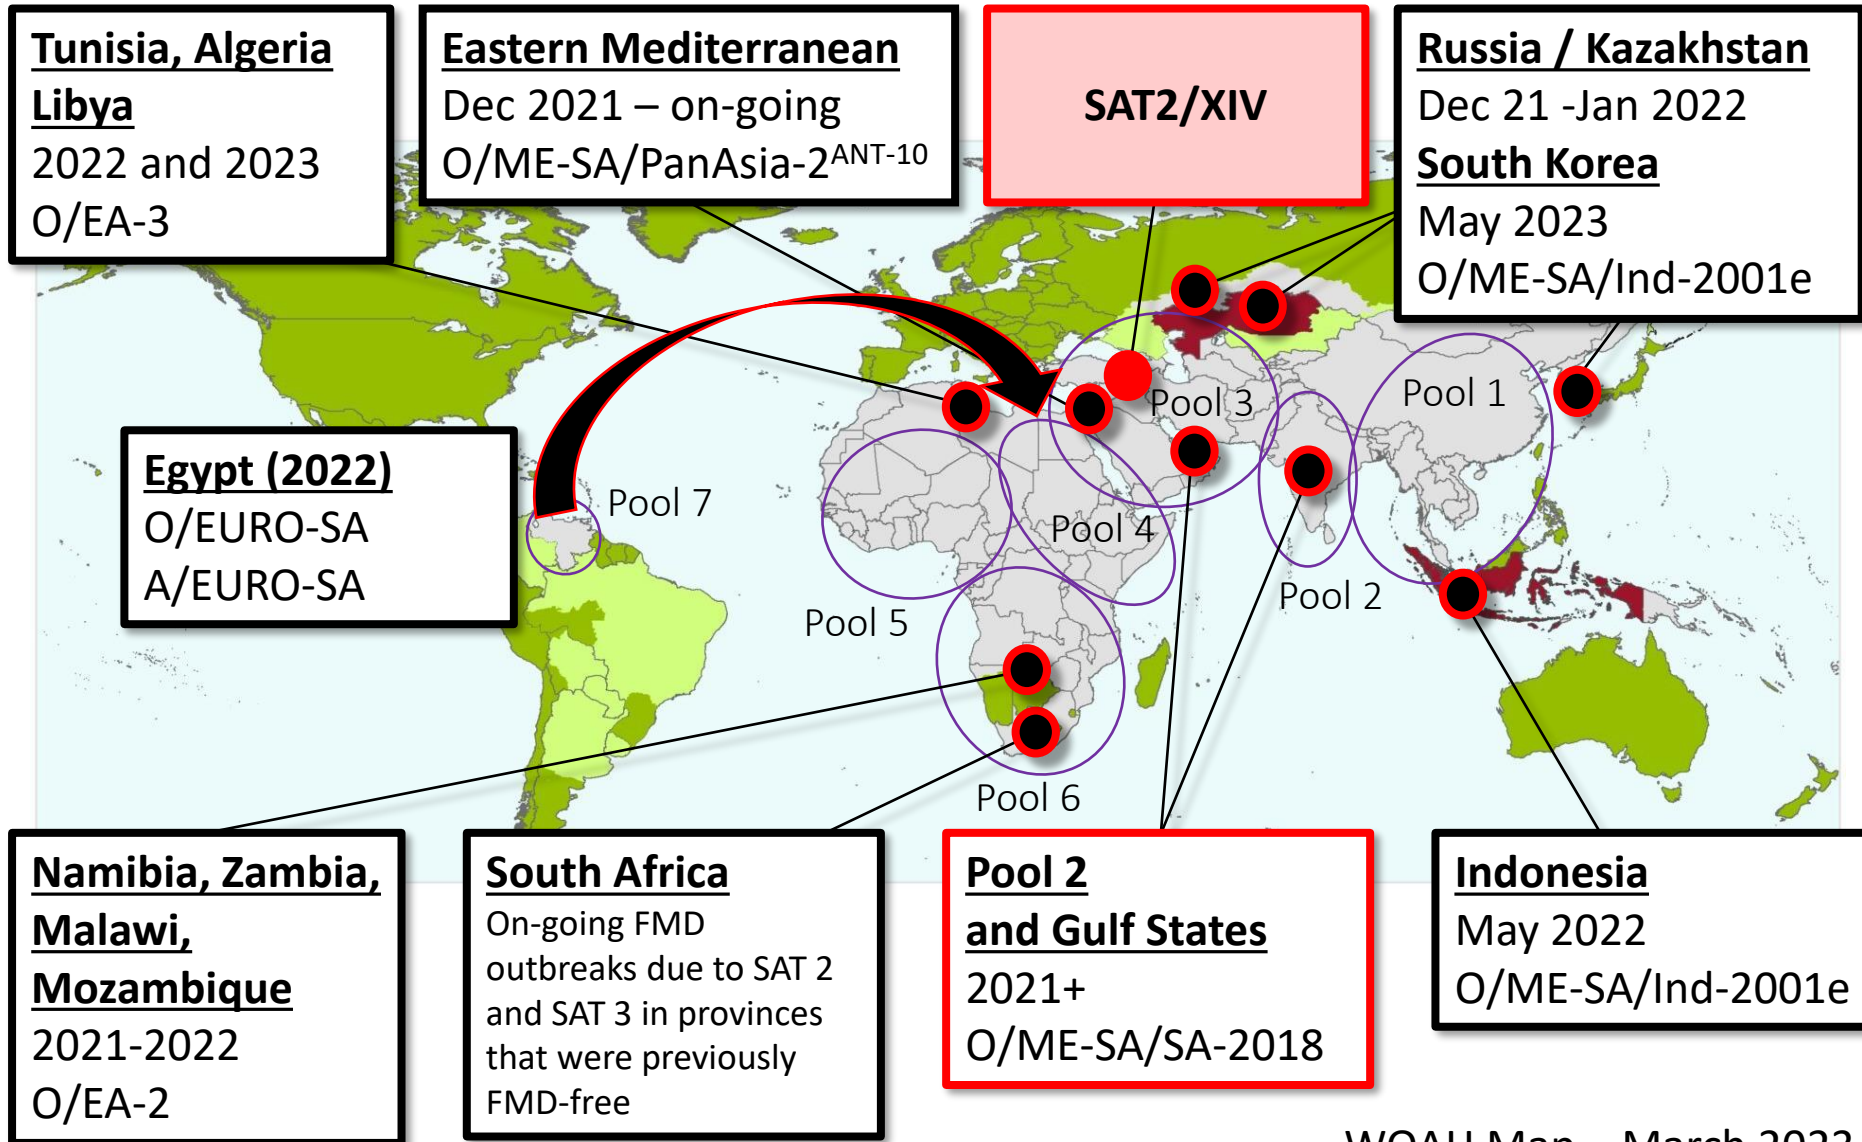 Tunisia, Algeria
Libya
2022 and 2023
O/EA-3
Eastern Mediterranean
Dec 2021 – on-going
O/ME-SA/PanAsia-2ANT-10
SAT2/XIV
Russia / Kazakhstan
Dec 21 -Jan 2022
South Korea
May 2023
O/ME-SA/Ind-2001e
Egypt (2022)
O/EURO-SA
A/EURO-SA
Pool 7
Pool 3
Pool 1
Pool 4
Pool 5
Pool 2
Pool 6
Namibia, Zambia,
Malawi,
Mozambique
2021-2022
O/EA-2
South Africa
On-going FMD
outbreaks due to SAT 2
and SAT 3 in provinces
that were previously
FMD-free
Pool 2
and Gulf States
2021+
O/ME-SA/SA-2018
Indonesia
May 2022
O/ME-SA/Ind-2001e
WOAH Map – March 2023